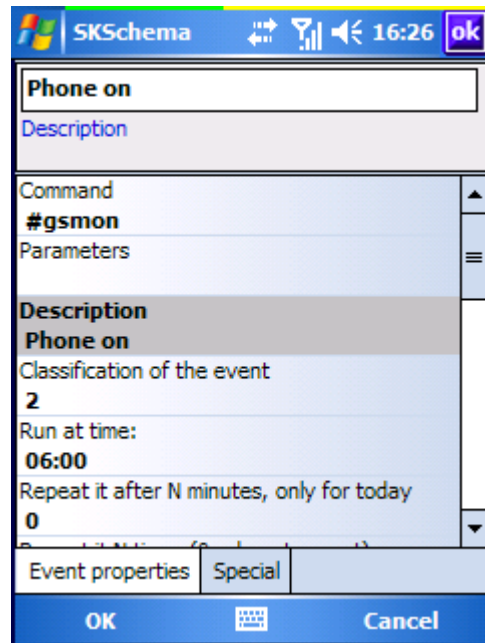 SKSchema 16:26 ok
Phone on
Description
Command
#gsmon
Parameters
Description
Phone on
Classification of the event
2
Run at time:
06:00
Repeat it after N minutes, only for today
0
Event properties Special
OK Cancel